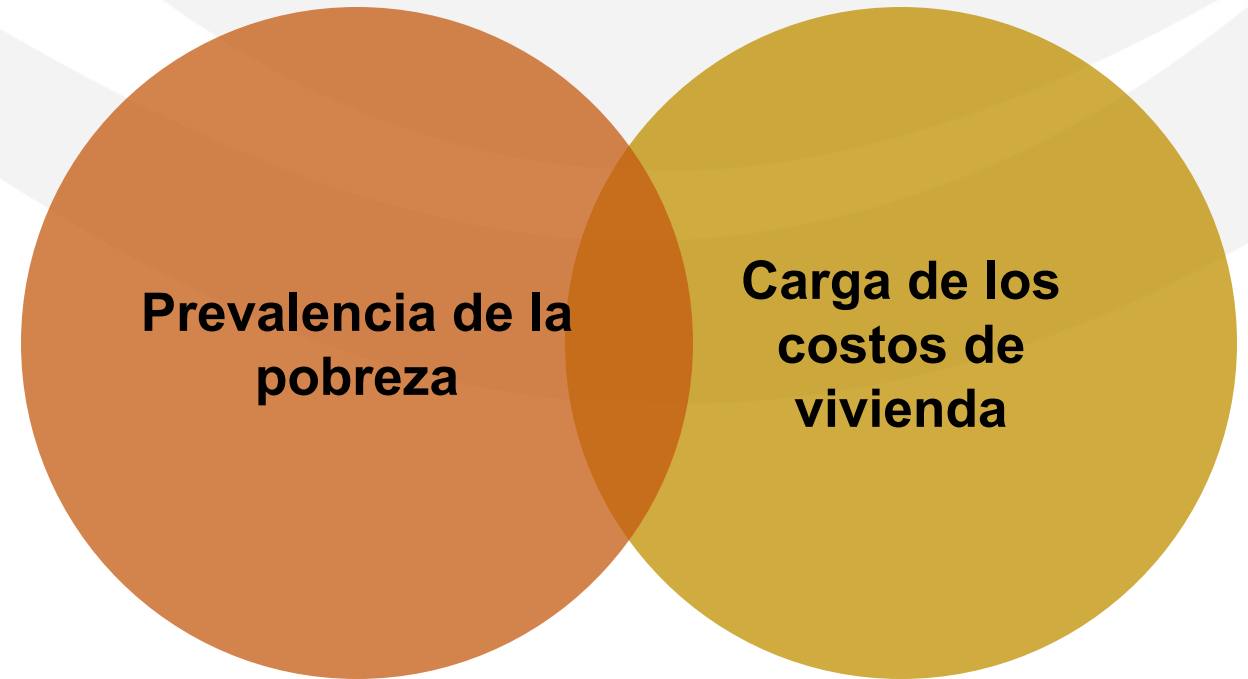 Prevalencia de la
pobreza
Carga de los
costos de
vivienda